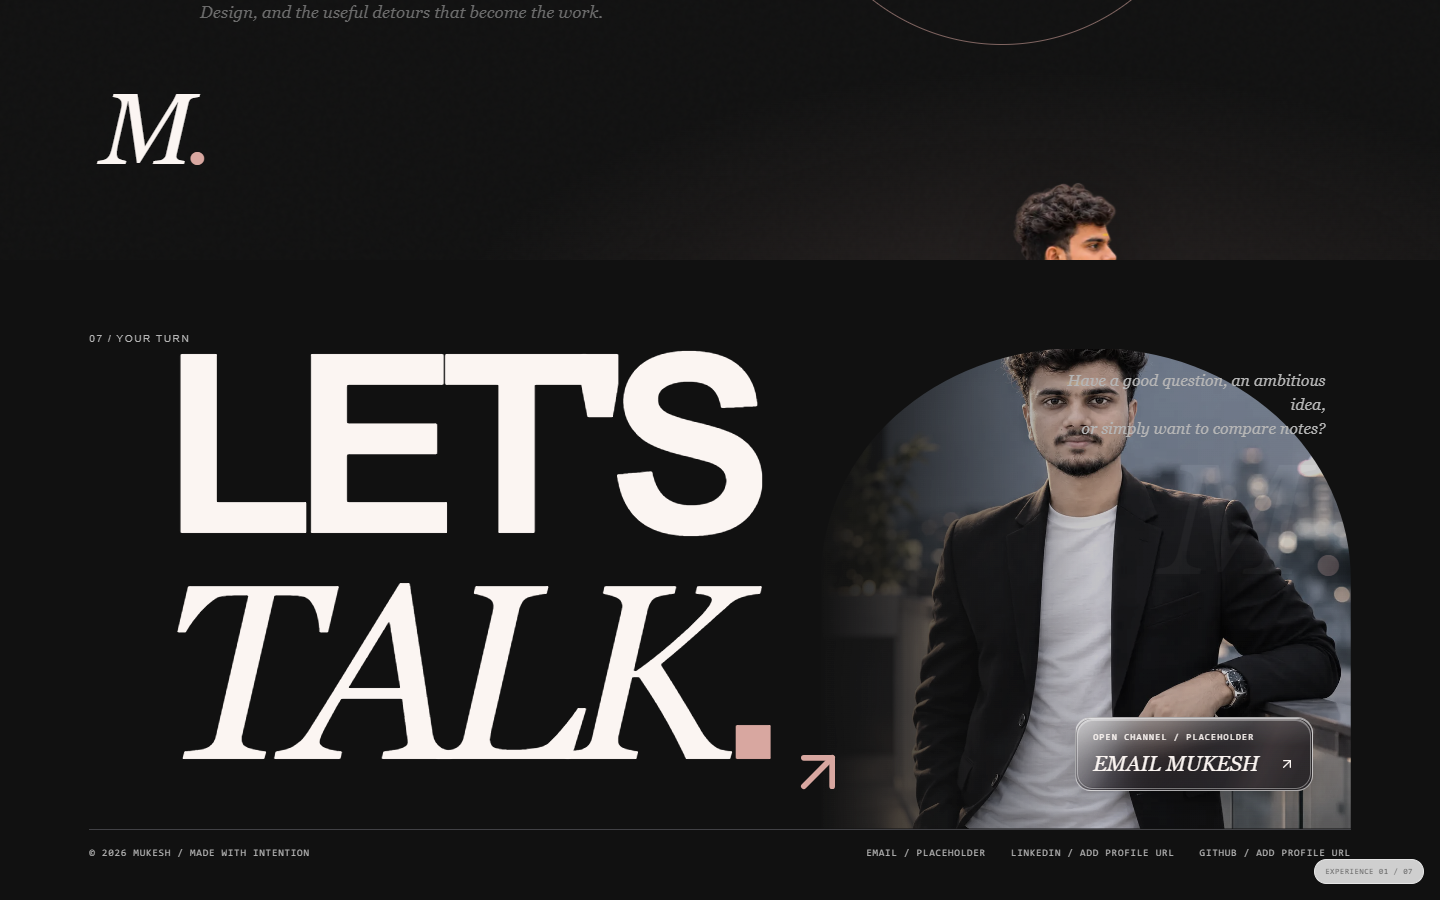 Design, and the useful detours that become the work.
M.
07 / YOUR TURN
LET'S
TALK.
Have a good question, an ambitious
idea,
or simply want to compare notes?
M
OPEN CHANNEL / PLACEHOLDER
EMAIL MUKESH
© 2026 MUKESH / MADE WITH INTENTION
EMAIL / PLACEHOLDER
LINKEDIN / ADD PROFILE URL
GITHUB / ADD PROFILE URL
EXPERIENCE 01 / 07